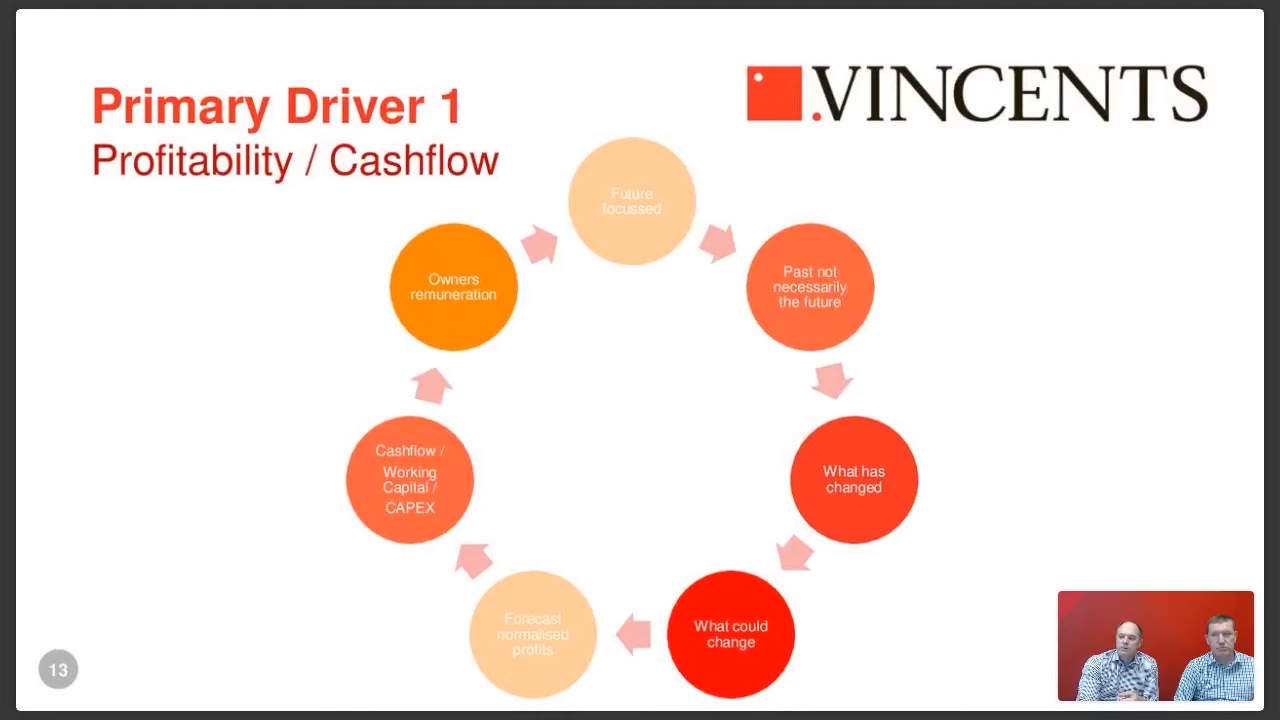 Primary Driver 1
Profitability / Cashflow
.VINCENTS
Future
focussed
Past not
necessarily
the future
What has
changed
What could
change
Forecast
normalised
profits
Cashflow /
Working
Capital /
CAPEX
Owners
remuneration
13